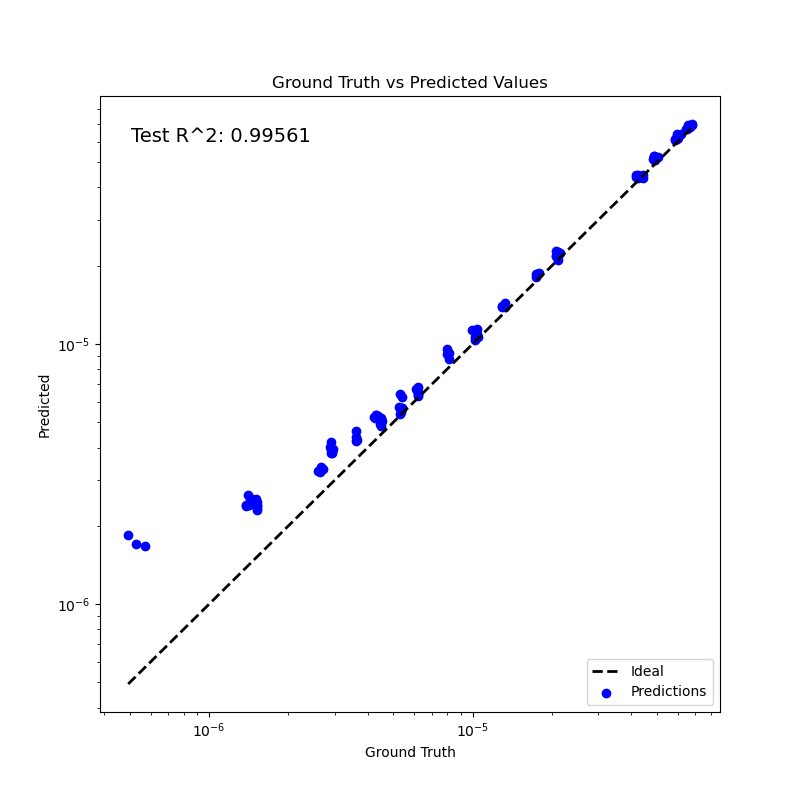 Ground Truth vs Predicted Values
Test R^2: 0.99561
Predicted
10⁻⁵
10⁻⁶
Ideal
Predictions
10⁻⁶
10⁻⁵
Ground Truth